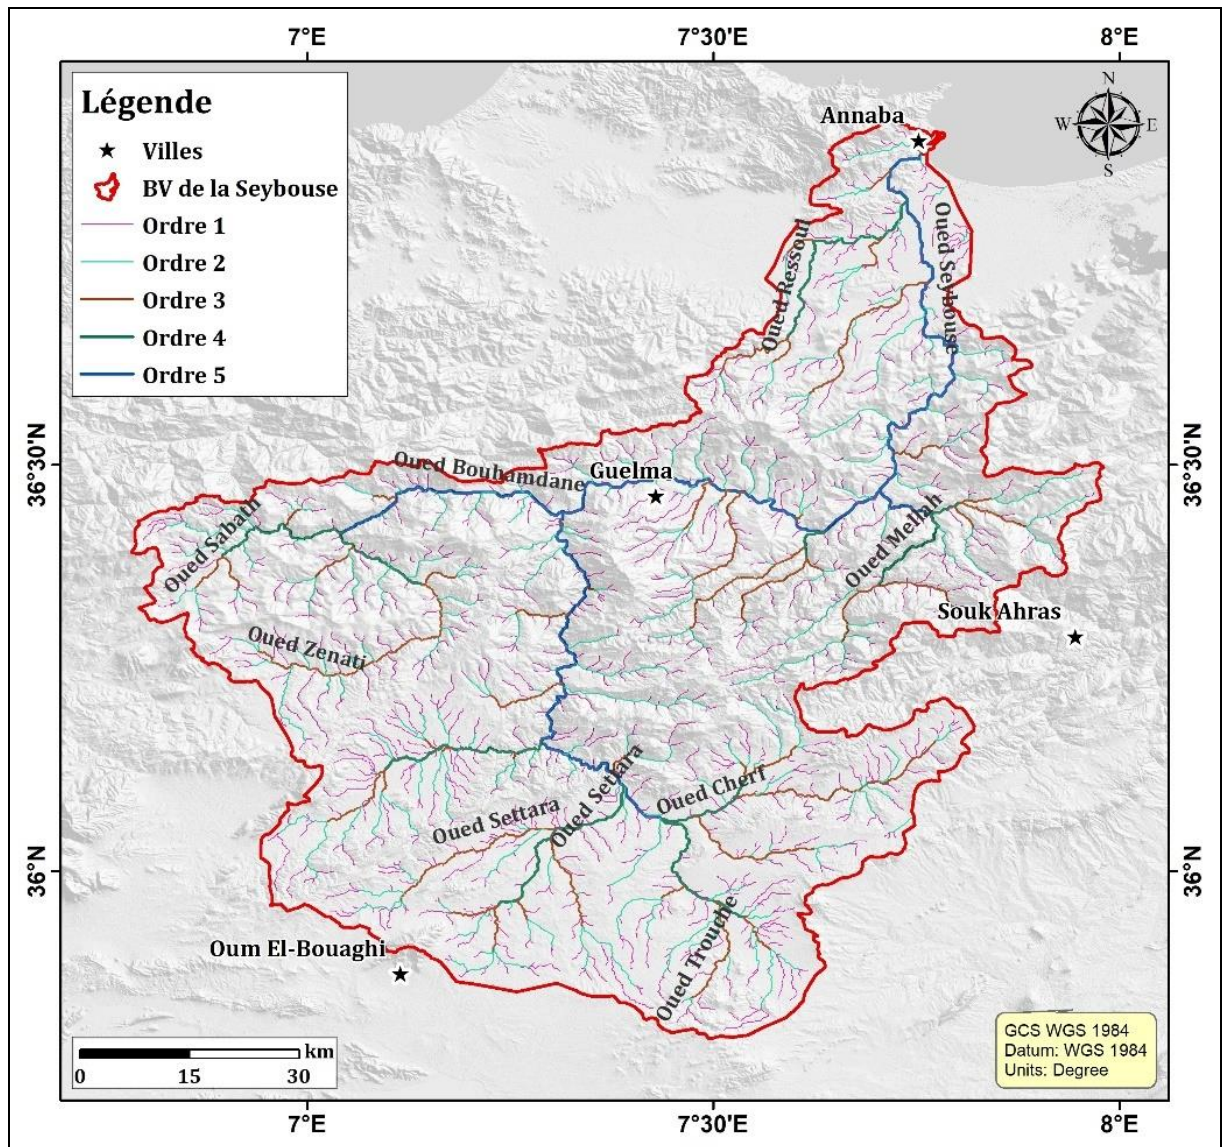 7°E
7°30'E
8°E
Légende
Villes
BV de la Seybouse
Ordre 1
Ordre 2
Ordre 3
Ordre 4
Ordre 5
N
W
E
S
Annaba
Oued Ressoul
Oued Seybouse
36°30'N
36°30'N
Oued Bouhamdane
Guelma
Oued Sabath
Oued Mellah
Souk Ahras
Oued Zenati
Oued Settara
Oued Settara
Oued Cherf
36°N
36°N
Oum El-Bouaghi
Oued Trouche
km
0
15
30
GCS WGS 1984
Datum: WGS 1984
Units: Degree
7°E
7°30'E
8°E